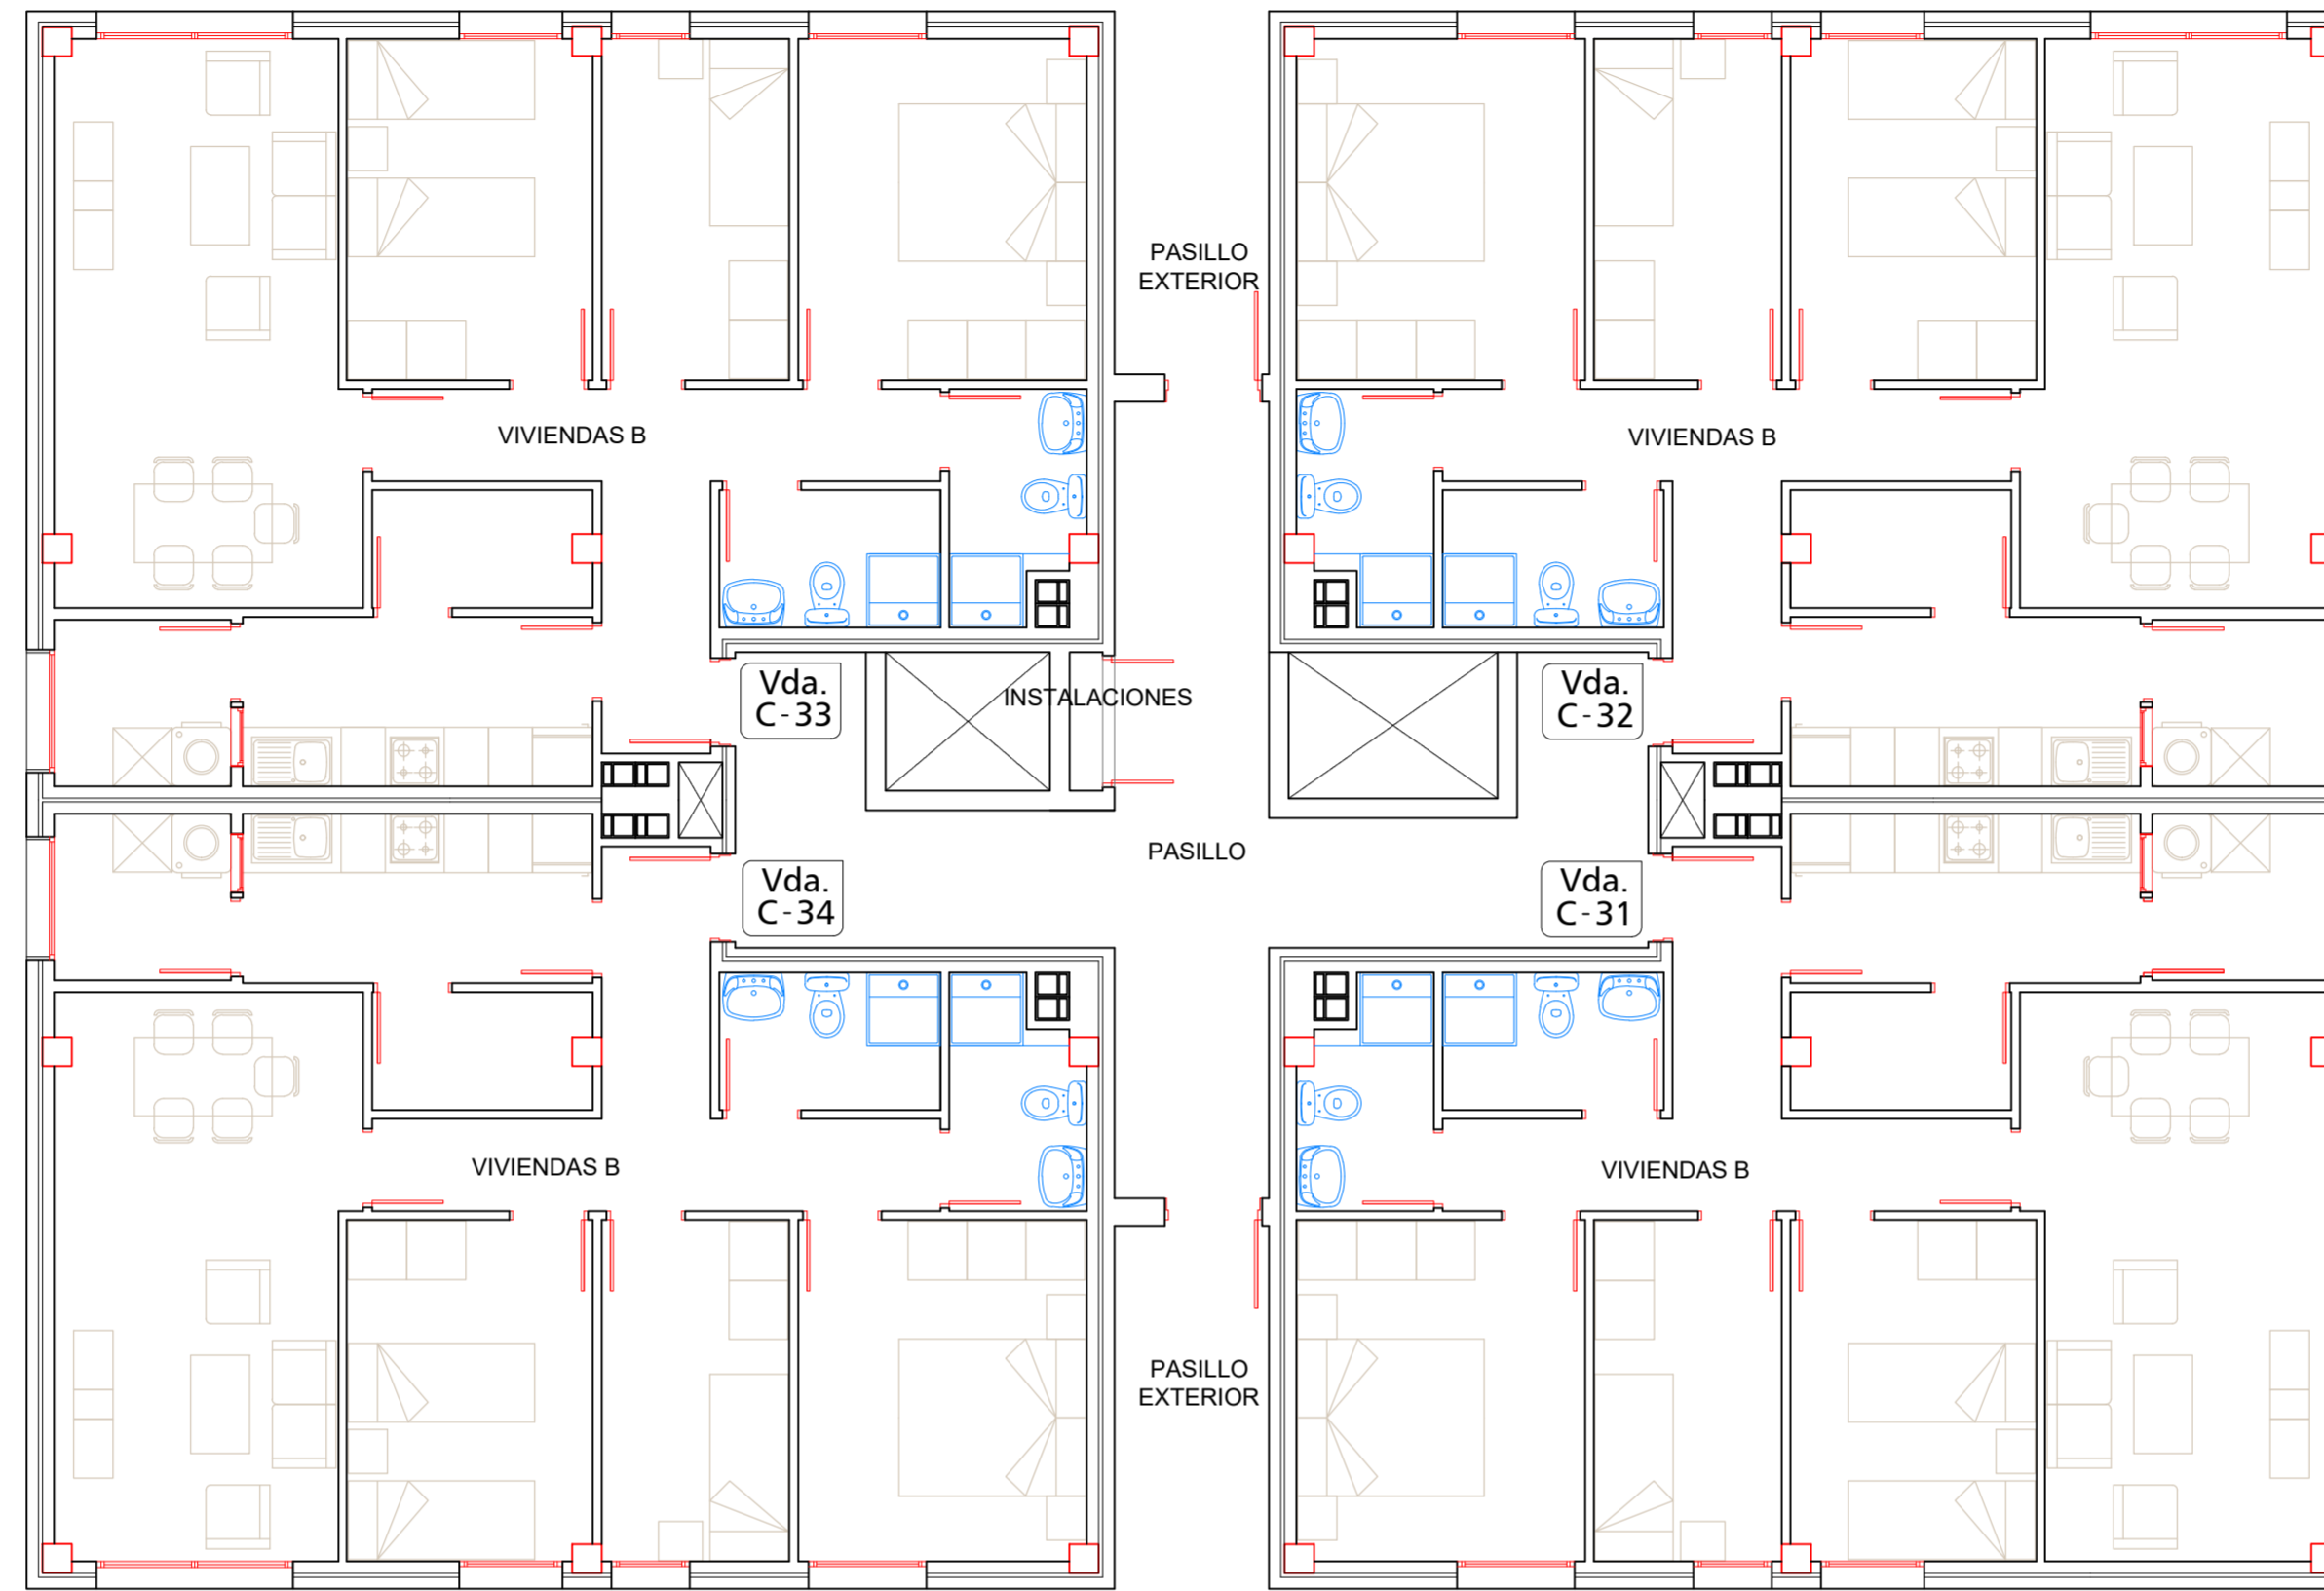 PASILLO
EXTERIOR
VIVIENDAS B
VIVIENDAS B
Vda.
C-33
INSTALACIONES
Vda.
C-32
PASILLO
Vda.
C-34
Vda.
C-31
VIVIENDAS B
VIVIENDAS B
PASILLO
EXTERIOR